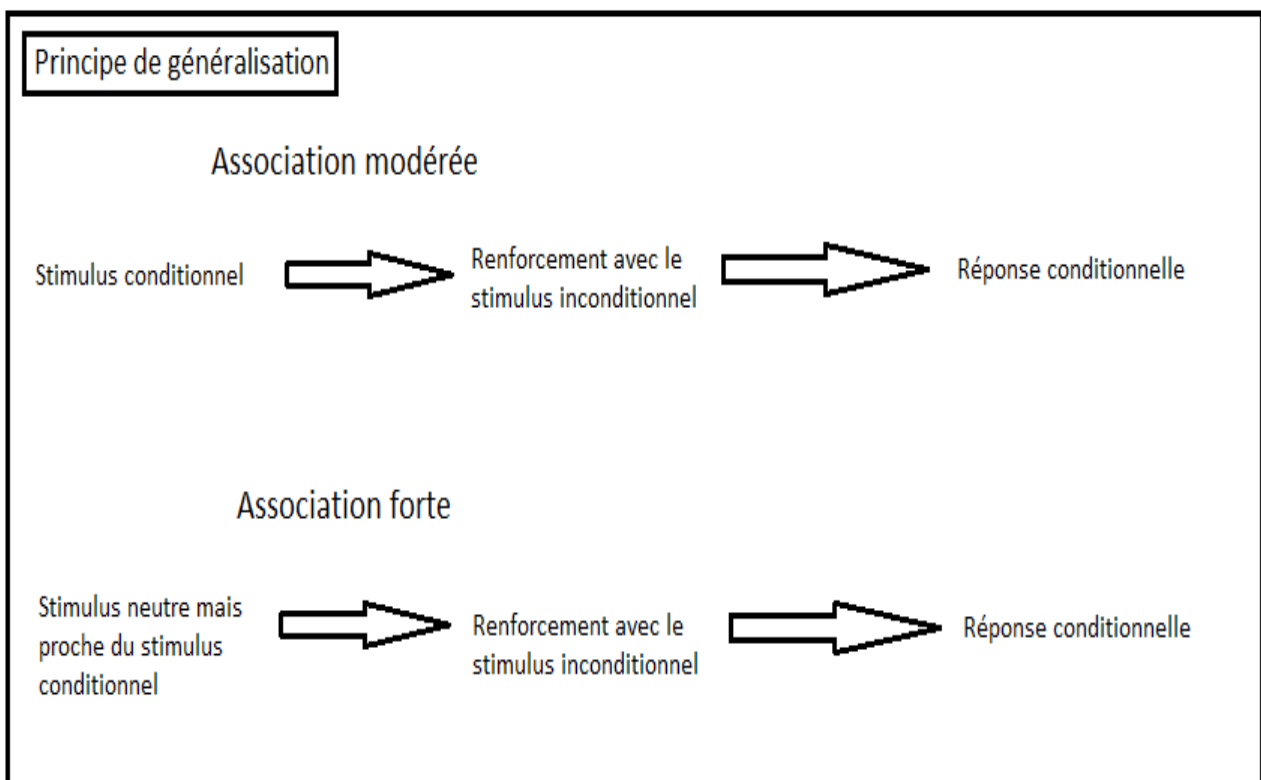 Principe de généralisation
Association modérée
Stimulus conditionnel
Renforcement avec le
stimulus inconditionnel
Réponse conditionnelle
Association forte
Stimulus neutre mais
proche du stimulus
conditionnel
Renforcement avec le
stimulus inconditionnel
Réponse conditionnelle